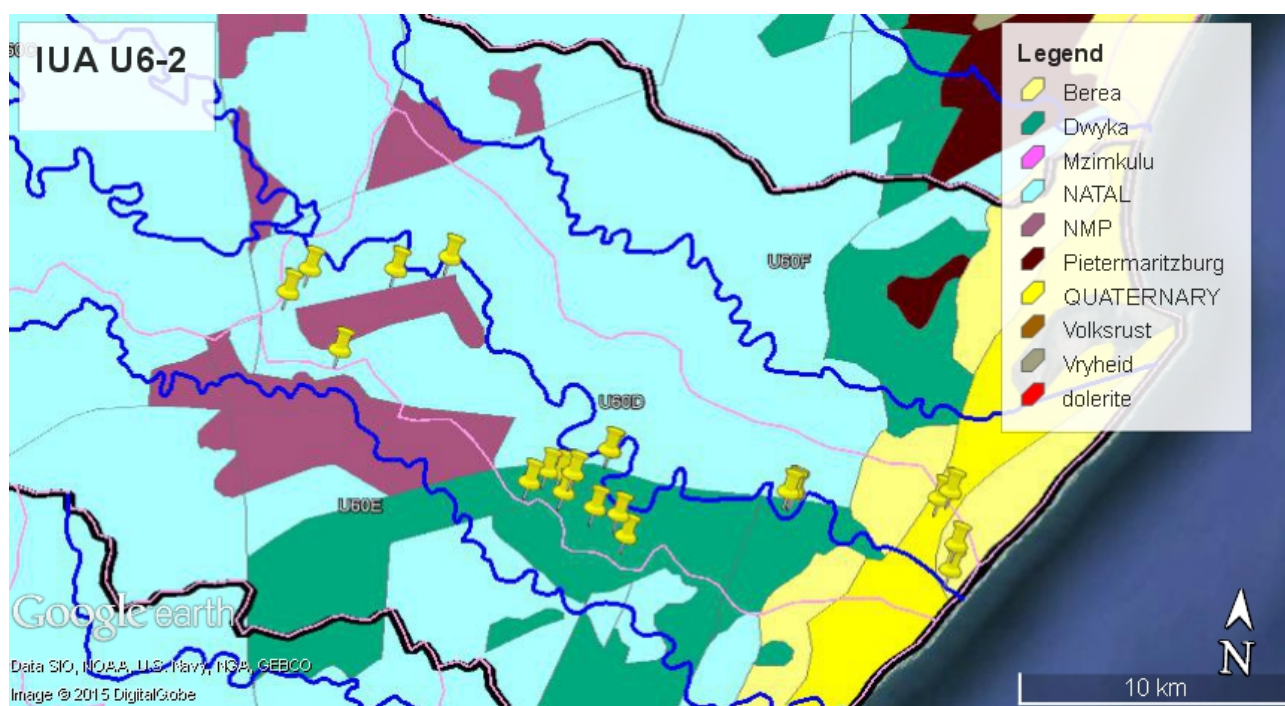 IUA U6-2
Legend
Berea
Dwyka
Mzimkulu
NATAL
NMP
Pietermaritzburg
QUATERNARY
Volksrust
Vryheid
dolerite
U60F
U60D
U60E
Google earth
Data SIO, NOAA, U.S. Navy, NGA, GEBCO
Image © 2015 DigitalGlobe
N
10 km